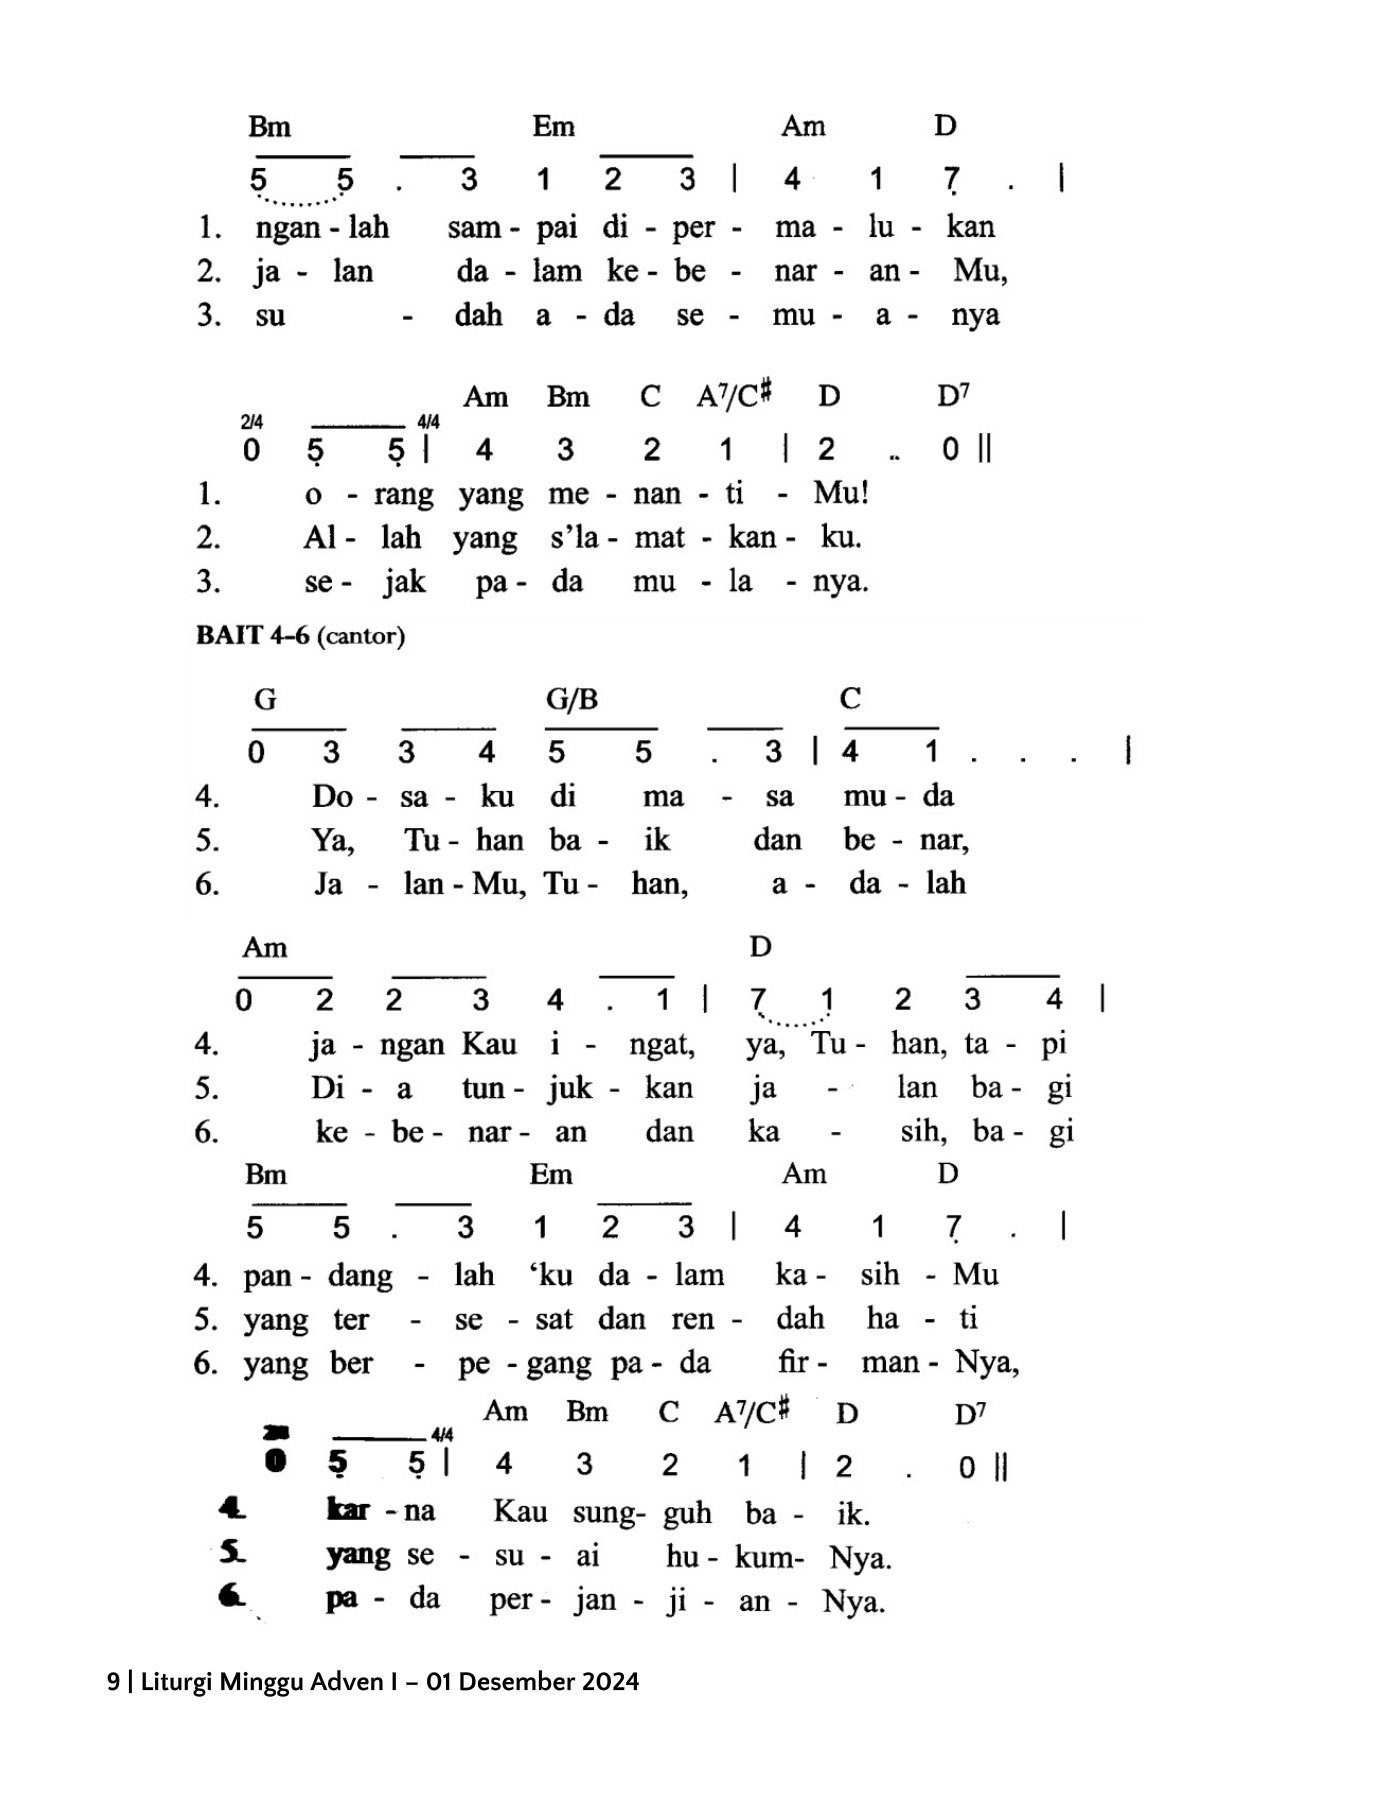 Bm Em Am D
5 5 . 3 1 2 3 | 4 1 7̣ . |
1. ngan - lah sam - pai di - per - ma - lu - kan
2. ja - lan da - lam ke - be - nar - an - Mu,
3. su - dah a - da se - mu - a - nya
Am Bm C A7/C♯ D D7
2/4 4/4
0 5̣ 5̣ | 4 3 2 1 | 2 .. 0 ||
1. o - rang yang me - nan - ti - Mu!
2. Al - lah yang s’la - mat - kan - ku.
3. se - jak pa - da mu - la - nya.
BAIT 4–6 (cantor)
G G/B C
0 3 3 4 5 5 . 3 | 4 1 . . . |
4. Do - sa - ku di ma - sa mu - da
5. Ya, Tu - han ba - ik dan be - nar,
6. Ja - lan - Mu, Tu - han, a - da - lah
Am D
0 2 2 3 4 . 1 | 7̣ 1 2 3 4 |
4. ja - ngan Kau i - ngat, ya, Tu - han, ta - pi
5. Di - a tun - juk - kan ja - lan ba - gi
6. ke - be - nar - an dan ka - sih, ba - gi
Bm Em Am D
5 5 . 3 1 2 3 | 4 1 7̣ . |
4. pan - dang - lah ‘ku da - lam ka - sih - Mu
5. yang ter - se - sat dan ren - dah ha - ti
6. yang ber - pe - gang pa - da fir - man - Nya,
Am Bm C A7/C♯ D D7
4/4
0 5̣ 5̣ | 4 3 2 1 | 2 . 0 ||
4. kar - na Kau sung- guh ba - ik.
5. yang se - su - ai hu - kum- Nya.
6. pa - da per - jan - ji - an - Nya.
9 | Liturgi Minggu Adven I – 01 Desember 2024